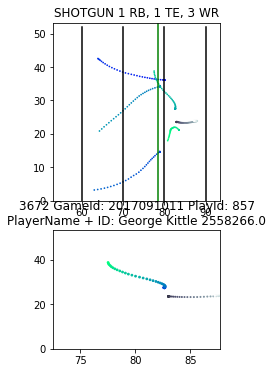 SHOTGUN 1 RB, 1 TE, 3 WR
50
40
30
20
10
0
60 70 80 90
3672 GameId: 2017091011 PlayId: 857
PlayerName + ID: George Kittle 2558266.0
40
20
0
75 80 85